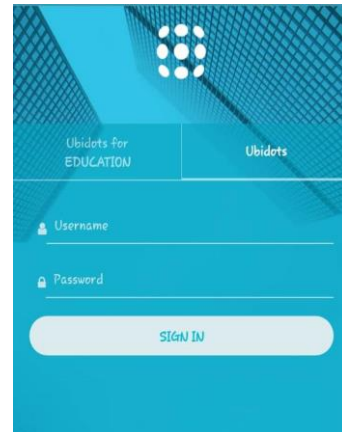 Ubidots for
EDUCATION
Ubidots
Username
Password
SIGN IN